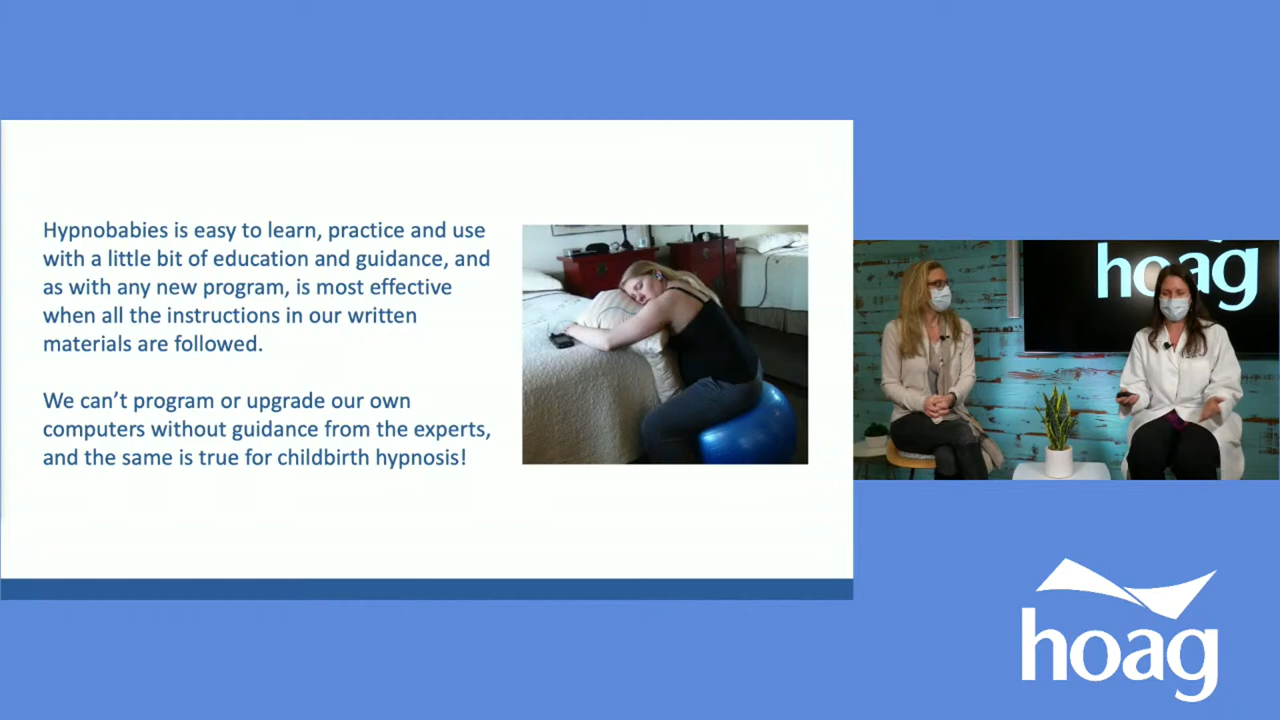 Hypnobabies is easy to learn, practice and use
with a little bit of education and guidance, and
as with any new program, is most effective
when all the instructions in our written
materials are followed.
We can't program or upgrade our own
computers without guidance from the experts,
and the same is true for childbirth hypnosis!
hoag
hoag